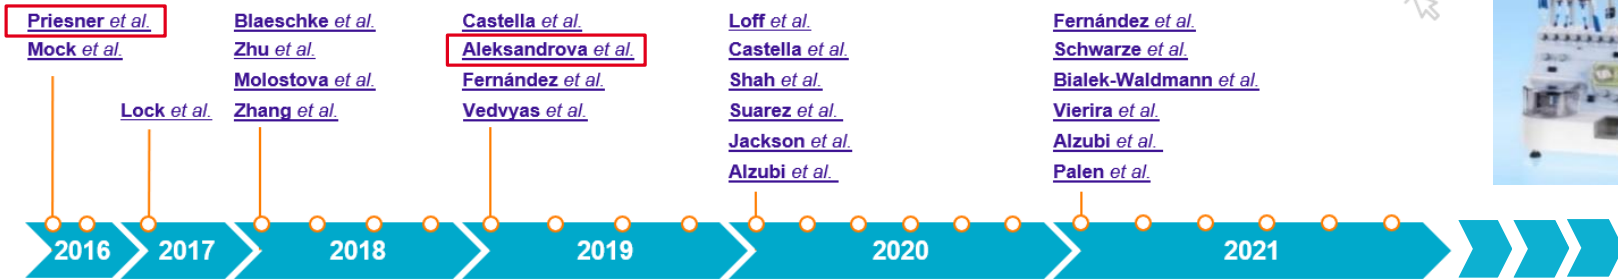 Priesner et al.
Mock et al.
Lock et al.
Blaeschke et al.
Zhu et al.
Molostova et al.
Zhang et al.
Castella et al.
Aleksandrova et al.
Fernández et al.
Vedvyas et al.
Loff et al.
Castella et al.
Shah et al.
Suarez et al.
Jackson et al.
Alzubi et al.
Fernández et al.
Schwarze et al.
Bialek-Waldmann et al.
Vierira et al.
Alzubi et al.
Palen et al.
2016
2017
2018
2019
2020
2021